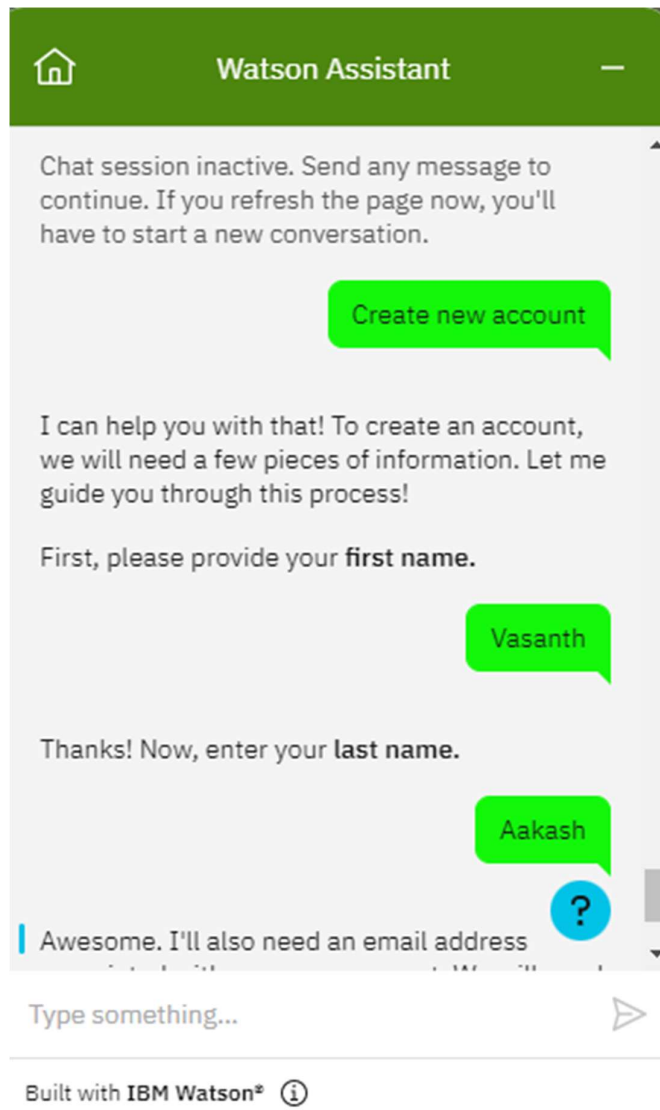 Watson Assistant
Chat session inactive. Send any message to
continue. If you refresh the page now, you'll
have to start a new conversation.
Create new account
I can help you with that! To create an account,
we will need a few pieces of information. Let me
guide you through this process!
First, please provide your first name.
Vasanth
Thanks! Now, enter your last name.
Aakash
?
Awesome. I'll also need an email address
Type something...
Built with IBM Watson®